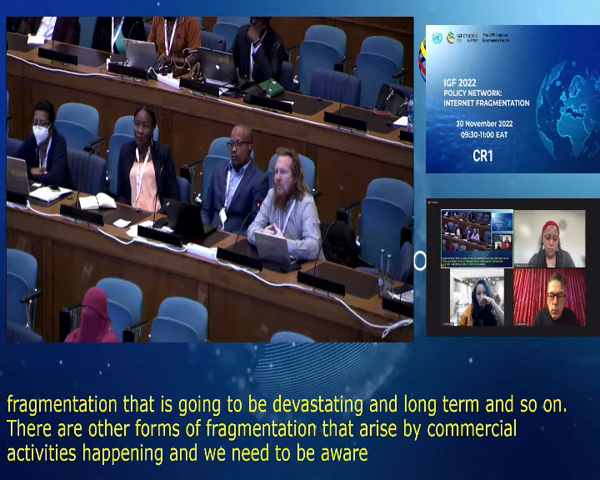 IGF 2022
POLICY NETWORK:
INTERNET FRAGMENTATION
30 November 2022
09:30-11:00 EAT
CR1
fragmentation that is going to be devastating and long term and so on.
There are other forms of fragmentation that arise by commercial
activities happening and we need to be aware